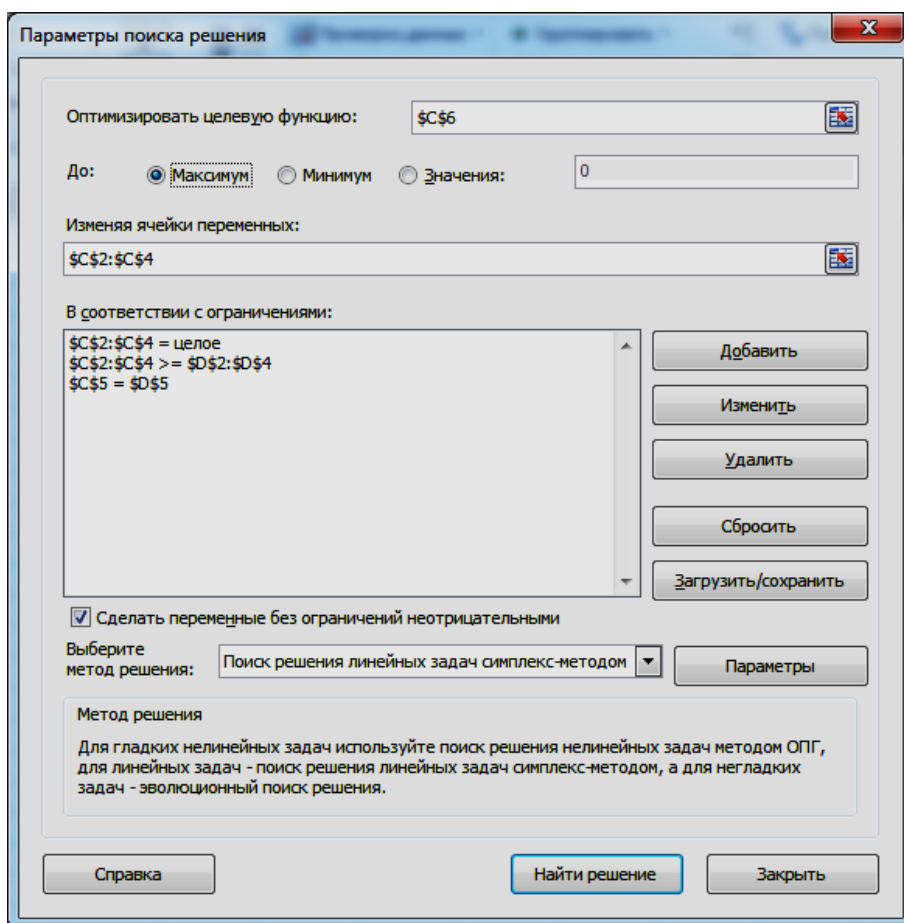 Параметры поиска решения
Оптимизировать целевую функцию:
$C$6
До:
Максимум
Минимум
Значения:
0
Изменяя ячейки переменных:
$C$2:$C$4
В соответствии с ограничениями:
$C$2:$C$4 = целое
$C$2:$C$4 >= $D$2:$D$4
$C$5 = $D$5
Добавить
Изменить
Удалить
Сбросить
Загрузить/сохранить
Сделать переменные без ограничений неотрицательными
Выберите
метод решения:
Поиск решения линейных задач симплекс-методом
Параметры
Метод решения
Для гладких нелинейных задач используйте поиск решения нелинейных задач методом ОПГ,
для линейных задач - поиск решения линейных задач симплекс-методом, а для негладких
задач - эволюционный поиск решения.
Справка
Найти решение
Закрыть